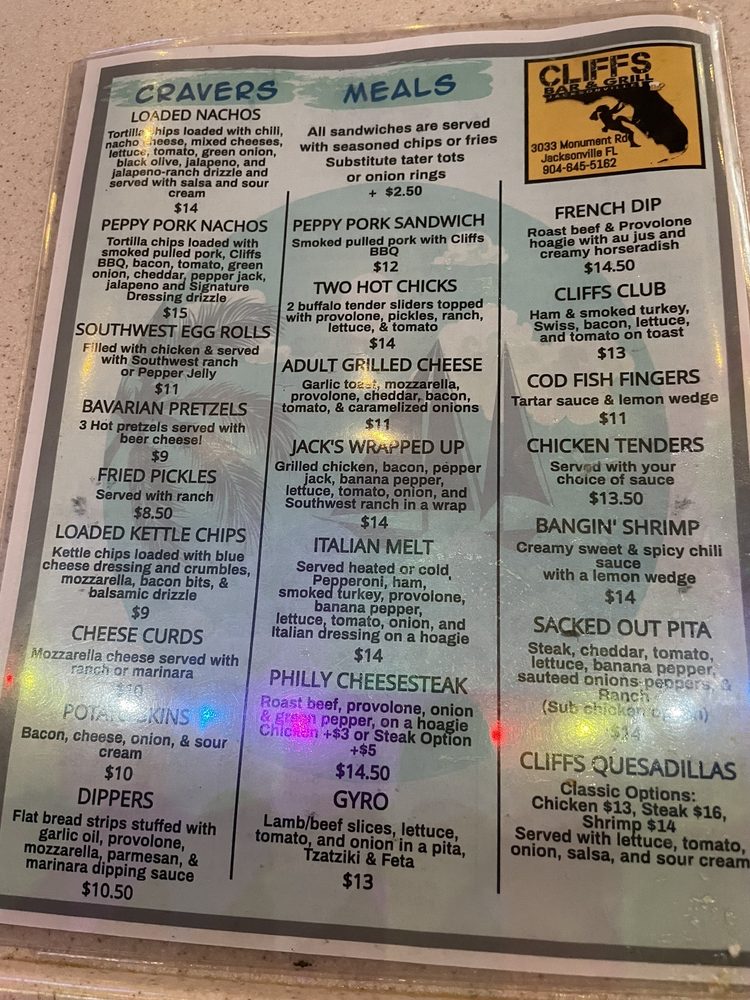 CRAVERS
LOADED NACHOS
Tortilla chips loaded with chili,
nacho cheese, mixed cheeses,
lettuce, tomato, green onion,
black olive, jalapeno, and
jalapeno-ranch drizzle and
served with salsa and sour
cream
$14
PEPPY PORK NACHOS
Tortilla chips loaded with
smoked pulled pork, Cliffs
BBQ, bacon, tomato, green
onion, cheddar, pepper jack,
jalapeno and Signature
Dressing drizzle
$15
SOUTHWEST EGG ROLLS
Filled with chicken & served
with Southwest ranch
or Pepper Jelly
$11
BAVARIAN PRETZELS
3 Hot pretzels served with
beer cheese!
$9
FRIED PICKLES
Served with ranch
$8.50
LOADED KETTLE CHIPS
Kettle chips loaded with blue
cheese dressing and crumbles,
mozzarella, bacon bits, &
balsamic drizzle
$9
CHEESE CURDS
Mozzarella cheese served with
ranch or marinara
$10
POTATO SKINS
Bacon, cheese, onion, & sour
cream
$10
DIPPERS
Flat bread strips stuffed with
garlic oil, provolone,
mozzarella, parmesan, &
marinara dipping sauce
$10.50
MEALS
All sandwiches are served
with seasoned chips or fries
Substitute tater tots
or onion rings
+ $2.50
PEPPY PORK SANDWICH
Smoked pulled pork with Cliffs
BBQ
$12
TWO HOT CHICKS
2 buffalo tender sliders topped
with provolone, pickles, ranch,
lettuce, & tomato
$14
ADULT GRILLED CHEESE
Garlic toast, mozzarella,
provolone, cheddar, bacon,
tomato, & caramelized onions
$11
JACK'S WRAPPED UP
Grilled chicken, bacon, pepper
jack, banana pepper,
lettuce, tomato, onion, and
Southwest ranch in a wrap
$14
ITALIAN MELT
Served heated or cold,
Pepperoni, ham,
smoked turkey, provolone,
banana pepper,
lettuce, tomato, onion, and
Italian dressing on a hoagie
$14
PHILLY CHEESESTEAK
Roast beef, provolone, onion
& green pepper, on a hoagie
Chicken +$3 or Steak Option
+$5
$14.50
GYRO
Lamb/beef slices, lettuce,
tomato, and onion in a pita,
Tzatziki & Feta
$13
CLIFFS
BAR & GRILL
JACKSONVILLE
3033 Monument Rd
Jacksonville FL
904-645-5162
FRENCH DIP
Roast beef & Provolone
hoagie with au jus and
creamy horseradish
$14.50
CLIFFS CLUB
Ham & smoked turkey,
Swiss, bacon, lettuce,
and tomato on toast
$13
COD FISH FINGERS
Tartar sauce & lemon wedge
$11
CHICKEN TENDERS
Served with your
choice of sauce
$13.50
BANGIN' SHRIMP
Creamy sweet & spicy chili
sauce
with a lemon wedge
$14
SACKED OUT PITA
Steak, cheddar, tomato,
lettuce, banana pepper,
sauteed onions peppers, &
Ranch
(Sub chicken option)
$14
CLIFFS QUESADILLAS
Classic Options:
Chicken $13, Steak $16,
Shrimp $14
Served with lettuce, tomato,
onion, salsa, and sour cream